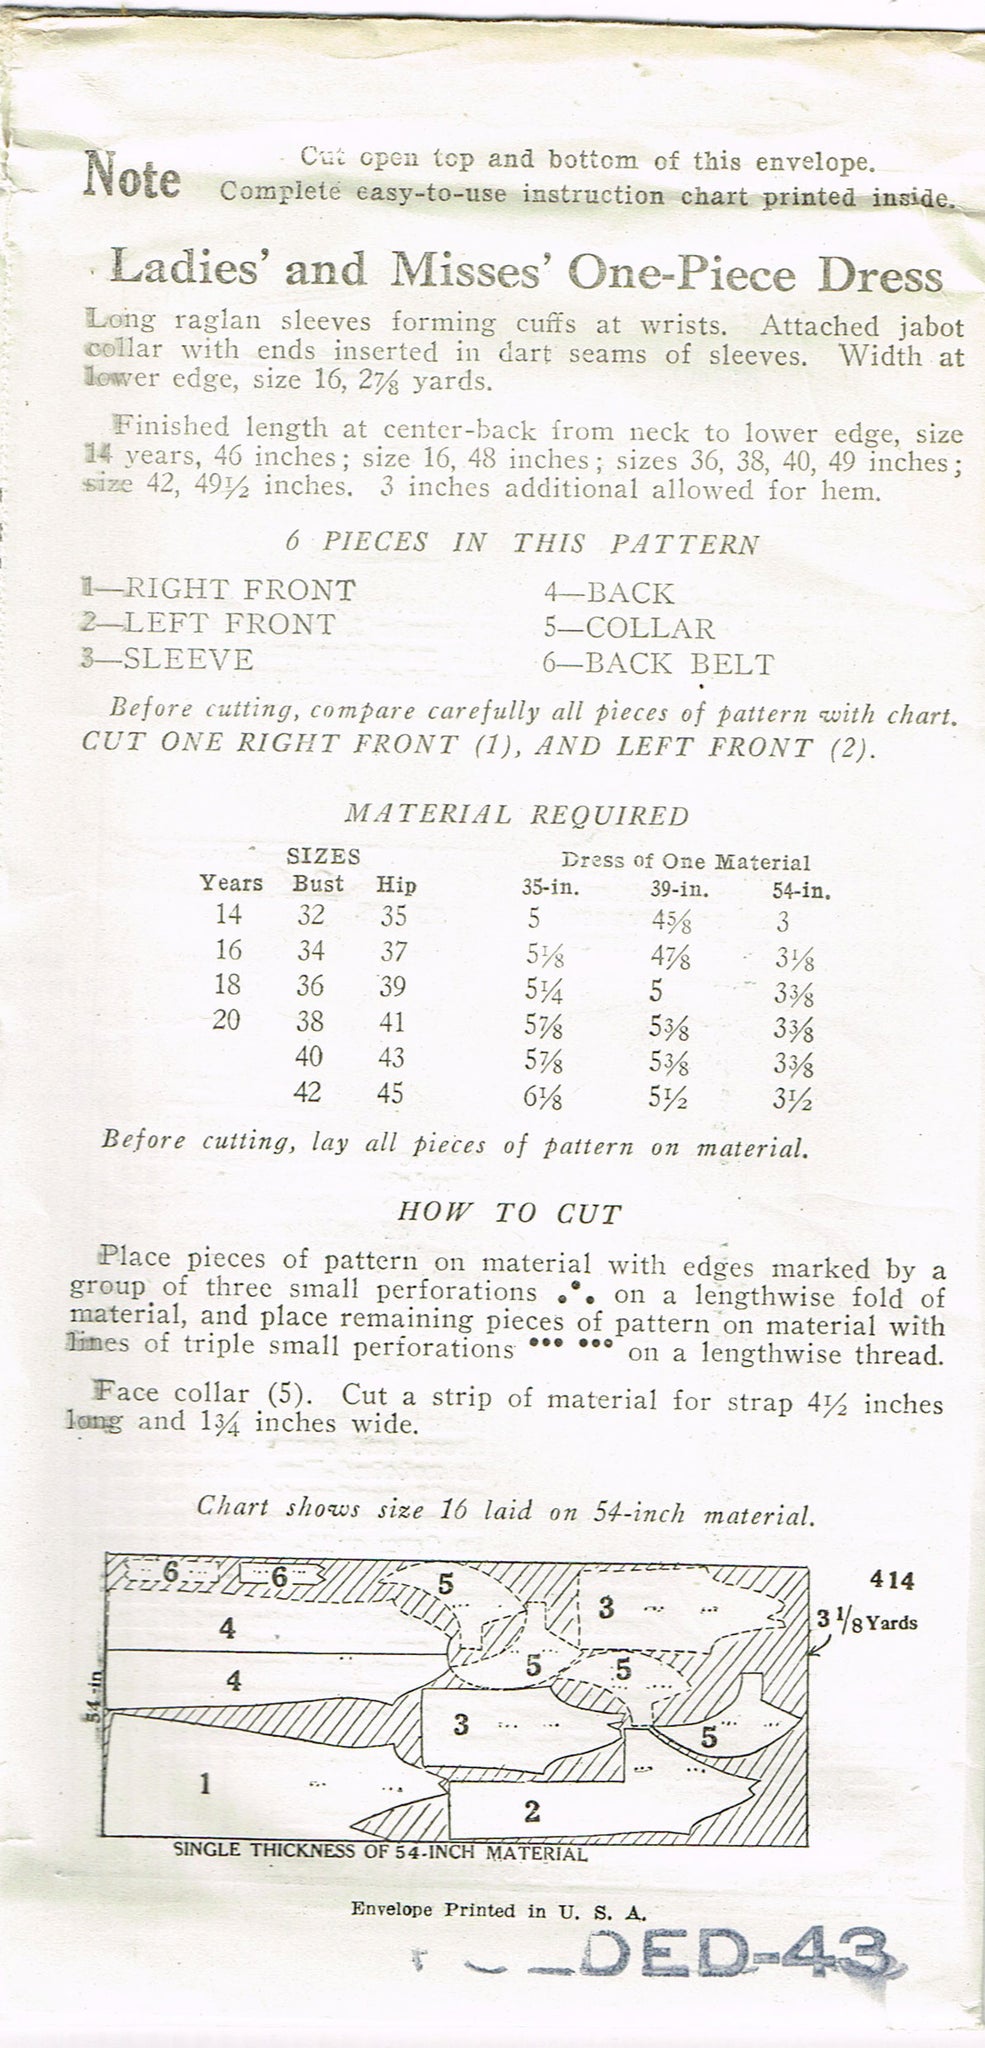 Note
Cut open top and bottom of this envelope.
Complete easy-to-use instruction chart printed inside.
Ladies' and Misses' One-Piece Dress
Long raglan sleeves forming cuffs at wrists. Attached jabot
collar with ends inserted in dart seams of sleeves. Width at
lower edge, size 16, 2⅞ yards.
Finished length at center-back from neck to lower edge, size
14 years, 46 inches; size 16, 48 inches; sizes 36, 38, 40, 49 inches;
size 42, 49½ inches. 3 inches additional allowed for hem.
6 PIECES IN THIS PATTERN
1—RIGHT FRONT
2—LEFT FRONT
3—SLEEVE
4—BACK
5—COLLAR
6—BACK BELT
Before cutting, compare carefully all pieces of pattern with chart.
CUT ONE RIGHT FRONT (1), AND LEFT FRONT (2).
MATERIAL REQUIRED
SIZES Dress of One Material
Years Bust Hip 35-in. 39-in. 54-in.
14 32 35 5 4⅝ 3
16 34 37 5⅛ 4⅞ 3⅛
18 36 39 5¼ 5 3⅜
20 38 41 5⅞ 5⅜ 3⅜
40 43 5⅞ 5⅜ 3⅜
42 45 6⅛ 5½ 3½
Before cutting, lay all pieces of pattern on material.
HOW TO CUT
Place pieces of pattern on material with edges marked by a
group of three small perforations on a lengthwise fold of
material, and place remaining pieces of pattern on material with
lines of triple small perforations ••• ••• on a lengthwise thread.
Face collar (5). Cut a strip of material for strap 4½ inches
long and 1¾ inches wide.
Chart shows size 16 laid on 54-inch material.
6 6 5 3
414
3 1/8 Yards
4
4 5 5
54-in
3 5
1 2
SINGLE THICKNESS OF 54-INCH MATERIAL
Envelope Printed in U. S. A.
DED-43